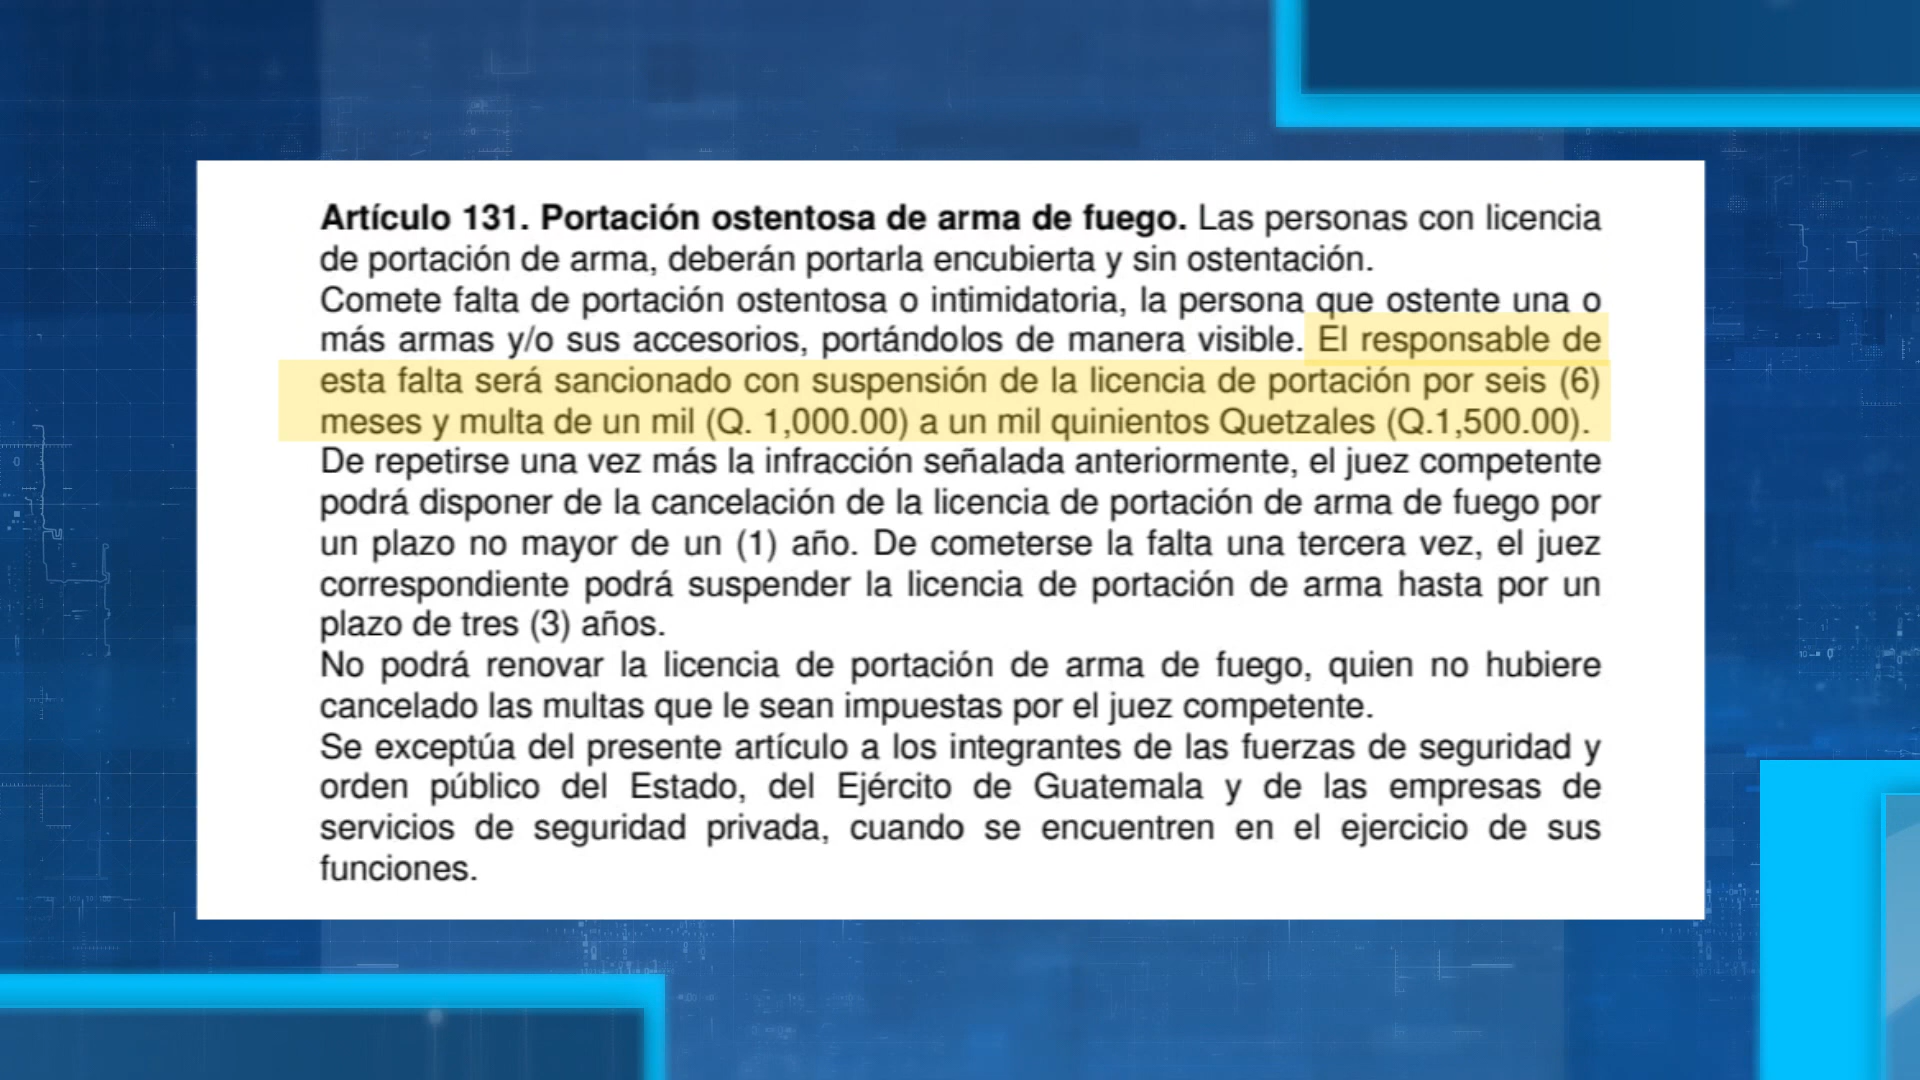 Artículo 131. Portación ostentosa de arma de fuego. Las personas con licencia
de portación de arma, deberán portarla encubierta y sin ostentación.
Comete falta de portación ostentosa o intimidatoria, la persona que ostente una o
más armas y/o sus accesorios, portándolos de manera visible. El responsable de
esta falta será sancionado con suspensión de la licencia de portación por seis (6)
meses y multa de un mil (Q. 1,000.00) a un mil quinientos Quetzales (Q.1,500.00).
De repetirse una vez más la infracción señalada anteriormente, el juez competente
podrá disponer de la cancelación de la licencia de portación de arma de fuego por
un plazo no mayor de un (1) año. De cometerse la falta una tercera vez, el juez
correspondiente podrá suspender la licencia de portación de arma hasta por un
plazo de tres (3) años.
No podrá renovar la licencia de portación de arma de fuego, quien no hubiere
cancelado las multas que le sean impuestas por el juez competente.
Se exceptúa del presente artículo a los integrantes de las fuerzas de seguridad y
orden público del Estado, del Ejército de Guatemala y de las empresas de
servicios de seguridad privada, cuando se encuentren en el ejercicio de sus
funciones.